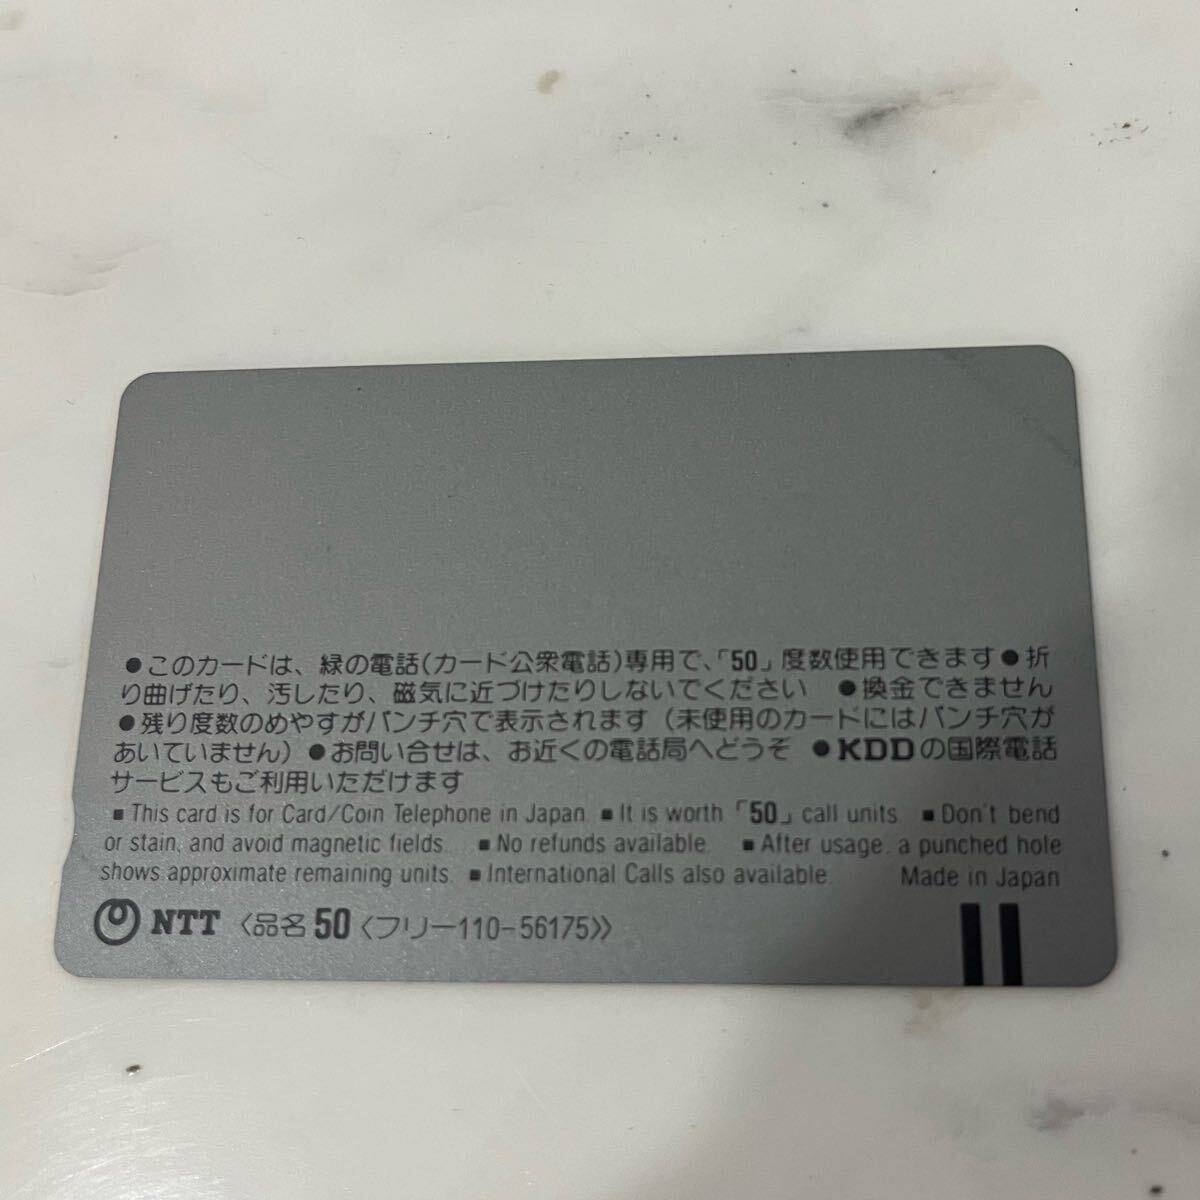 ●このカードは、緑の電話(カード公衆電話)専用で、「50」度数使用できます●折
り曲げたり、汚したり、磁気に近づけたりしないでください ●換金できません
●残り度数のめやすがパンチ穴で表示されます(未使用のカードにはパンチ穴が
あいていません)●お問い合せは、お近くの電話局へどうぞ ●KDDの国際電話
サービスもご利用いただけます
■ This card is for Card/Coin Telephone in Japan. ■ It is worth「50」call units. ■ Don't bend
or stain, and avoid magnetic fields. ■ No refunds available. ■ After usage, a punched hole
shows approximate remaining units. ■ International Calls also available. Made in Japan
NTT 〈品名50〈フリー110-56175〉〉